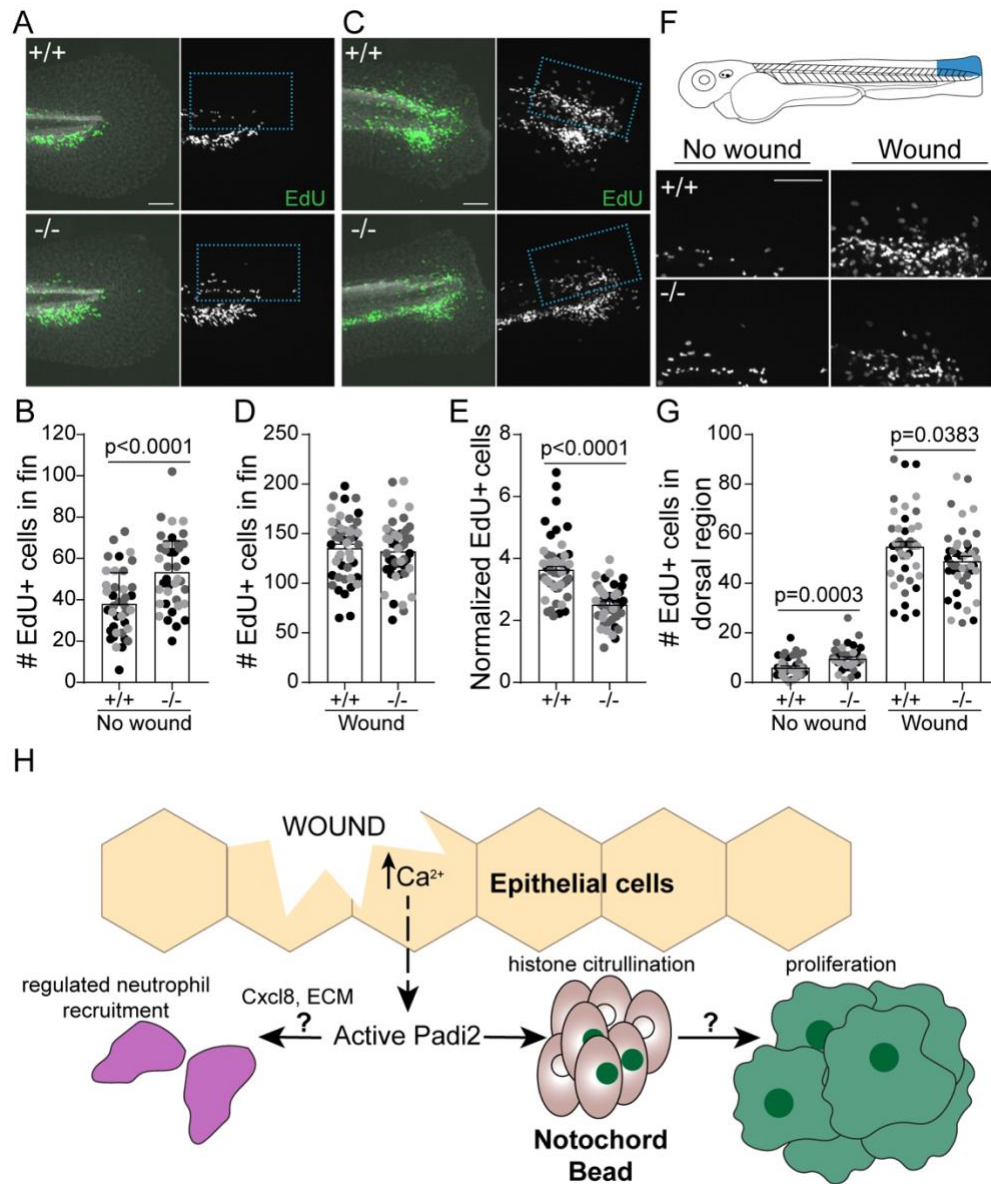 A
+/+
EdU
-/-
C
+/+
EdU
-/-
F
No wound
Wound
+/+
-/-
B
# EdU+ cells in fin
120
100
80
60
40
20
0
p<0.0001
+/+
-/-
No wound
D
# EdU+ cells in fin
250
200
150
100
50
0
+/+
-/-
Wound
E
Normalized EdU+ cells
8
6
4
2
0
p<0.0001
+/+
-/-
G
# EdU+ cells in
dorsal region
100
80
60
40
20
0
p=0.0003
p=0.0383
+/+
-/-
+/+
-/-
No wound
Wound
H
WOUND
Ca²⁺
Epithelial cells
regulated neutrophil
recruitment
Cxcl8, ECM
?
Active Padi2
histone citrullination
Notochord
Bead
?
proliferation